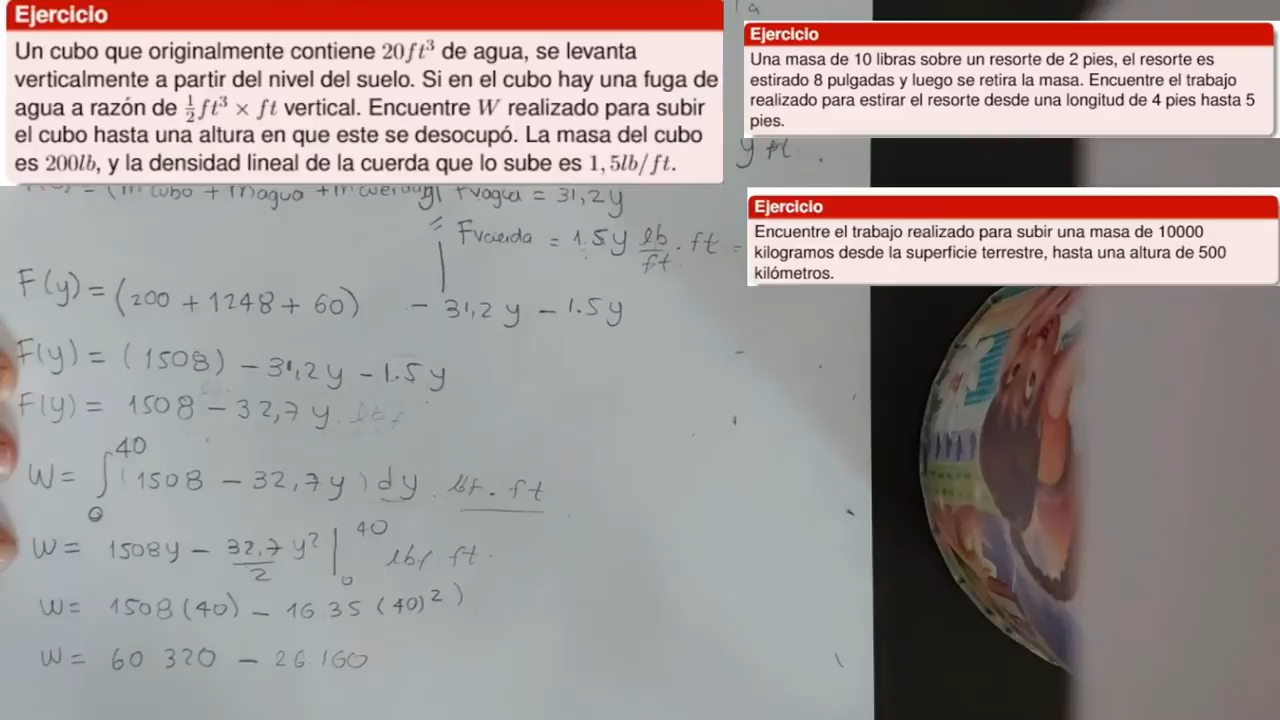 Ejercicio
Un cubo que originalmente contiene 20ft³ de agua, se levanta
verticalmente a partir del nivel del suelo. Si en el cubo hay una fuga de
agua a razón de ½ft³ × ft vertical. Encuentre W realizado para subir
el cubo hasta una altura en que este se desocupó. La masa del cubo
es 200lb, y la densidad lineal de la cuerda que lo sube es 1, 5lb/ft.
Ejercicio
Una masa de 10 libras sobre un resorte de 2 pies, el resorte es
estirado 8 pulgadas y luego se retira la masa. Encuentre el trabajo
realizado para estirar el resorte desde una longitud de 4 pies hasta 5
pies.
y ft.
Ejercicio
Encuentre el trabajo realizado para subir una masa de 10000
kilogramos desde la superficie terrestre, hasta una altura de 500
kilómetros.
cubo + magua + = 31,2y
= 1.5y lb/ft . ft =
F(y) = (200 + 1248 + 60) - 31,2y - 1.5y
F(y) = (1508) - 31,2y - 1.5y
F(y) = 1508 - 32,7y lbf
W = ∫₀⁴⁰ (1508 - 32,7y) dy lbf. ft
W = 1508y - 32.7/2 y² |₀⁴⁰ lbf ft.
W = 1508(40) - 16.35 (40)²)
W = 60 320 - 26.160